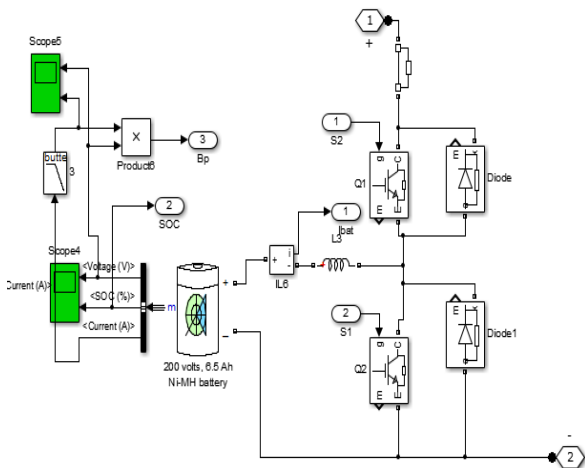 1
+
Scope5
butte
3
X
Product6
3
Bp
1
S2
g
C
Q1
m
E
E
m
k
a
Diode
2
SOC
1
Ibat
L3
Scope4
<Voltage (V)>
Current (A)>
<SOC (%)>
<Current (A)>
m
+
_
+
-
i
IL6
2
S1
g
C
Q2
m
E
E
m
k
a
Diode1
200 volts, 6.5 Ah
Ni-MH battery
-
2